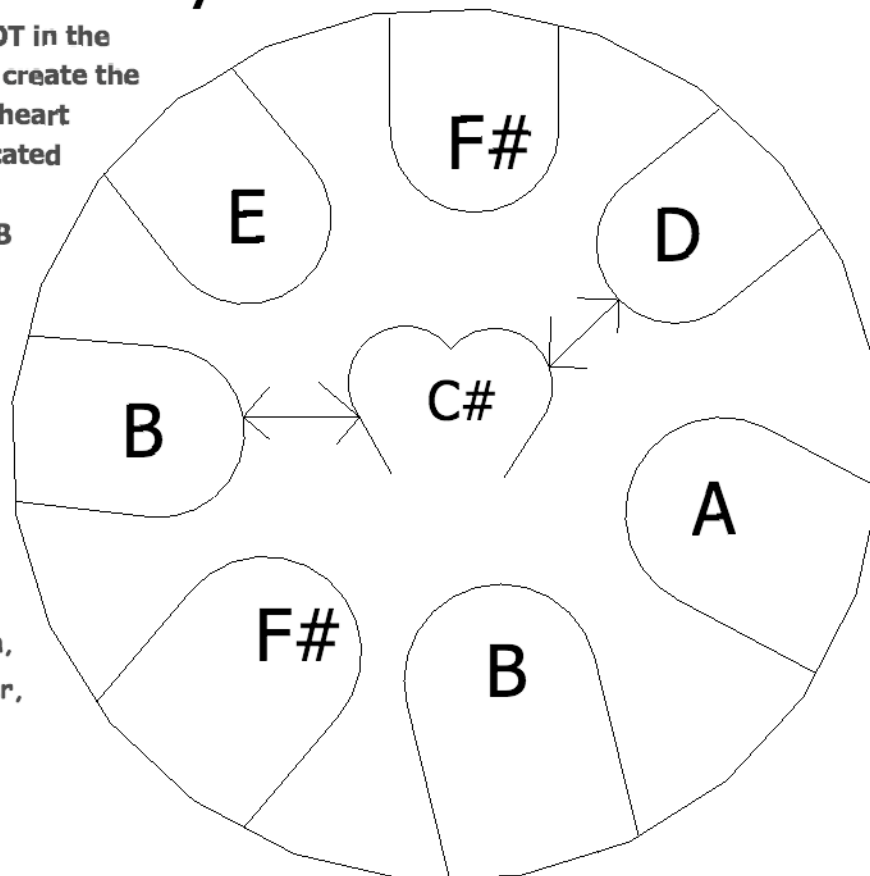 OT in the
create the
heart
cated
B
F#
E
D
B
C#
A
F#
B
r,